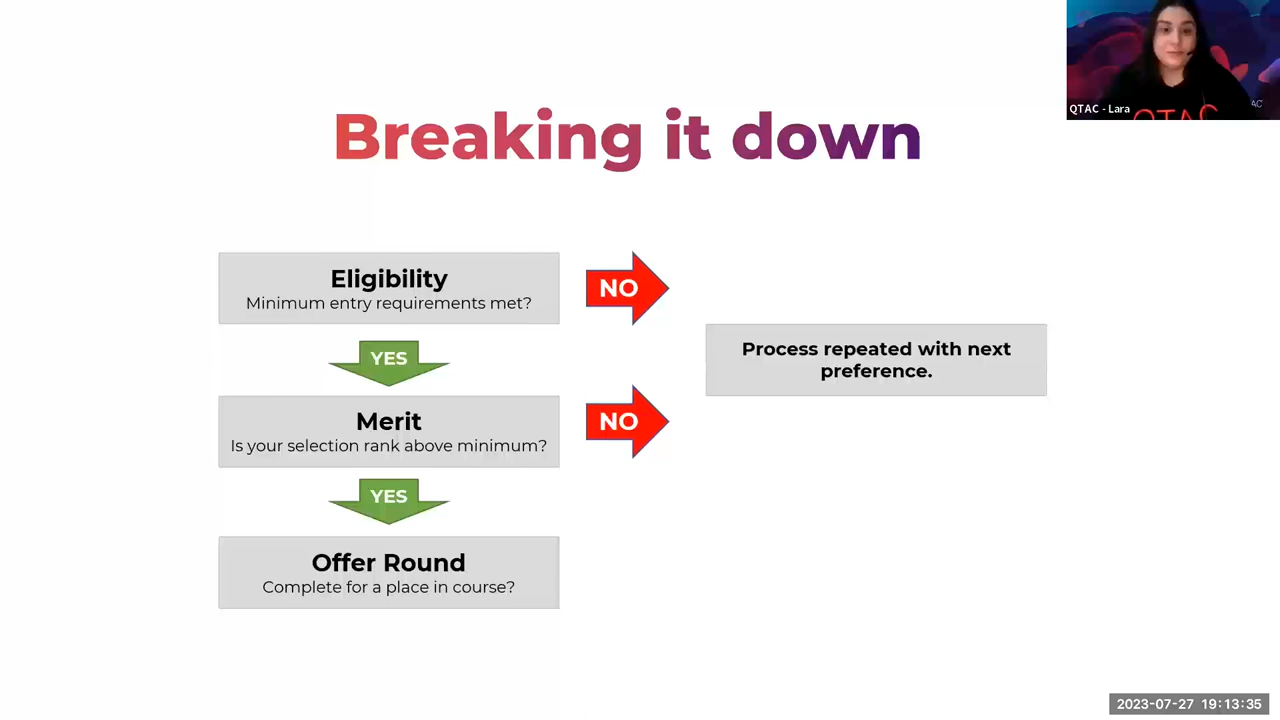 Breaking it down
QTAC - Lara
QTAC
AC
Eligibility
Minimum entry requirements met?
NO
Process repeated with next
preference.
YES
Merit
Is your selection rank above minimum?
NO
YES
Offer Round
Complete for a place in course?
2023-07-27 19:13:35